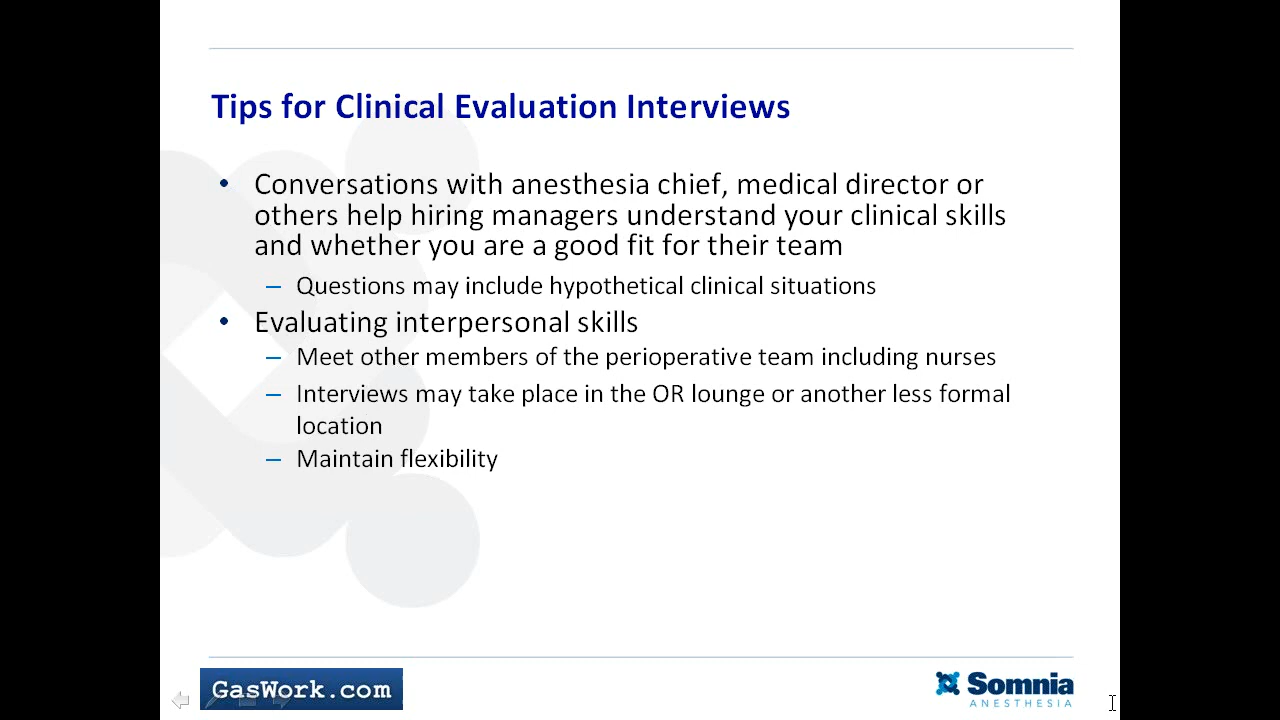 Tips for Clinical Evaluation Interviews
• Conversations with anesthesia chief, medical director or
others help hiring managers understand your clinical skills
and whether you are a good fit for their team
– Questions may include hypothetical clinical situations
• Evaluating interpersonal skills
– Meet other members of the perioperative team including nurses
– Interviews may take place in the OR lounge or another less formal
location
– Maintain flexibility
GasWork.com
Somnia
ANESTHESIA